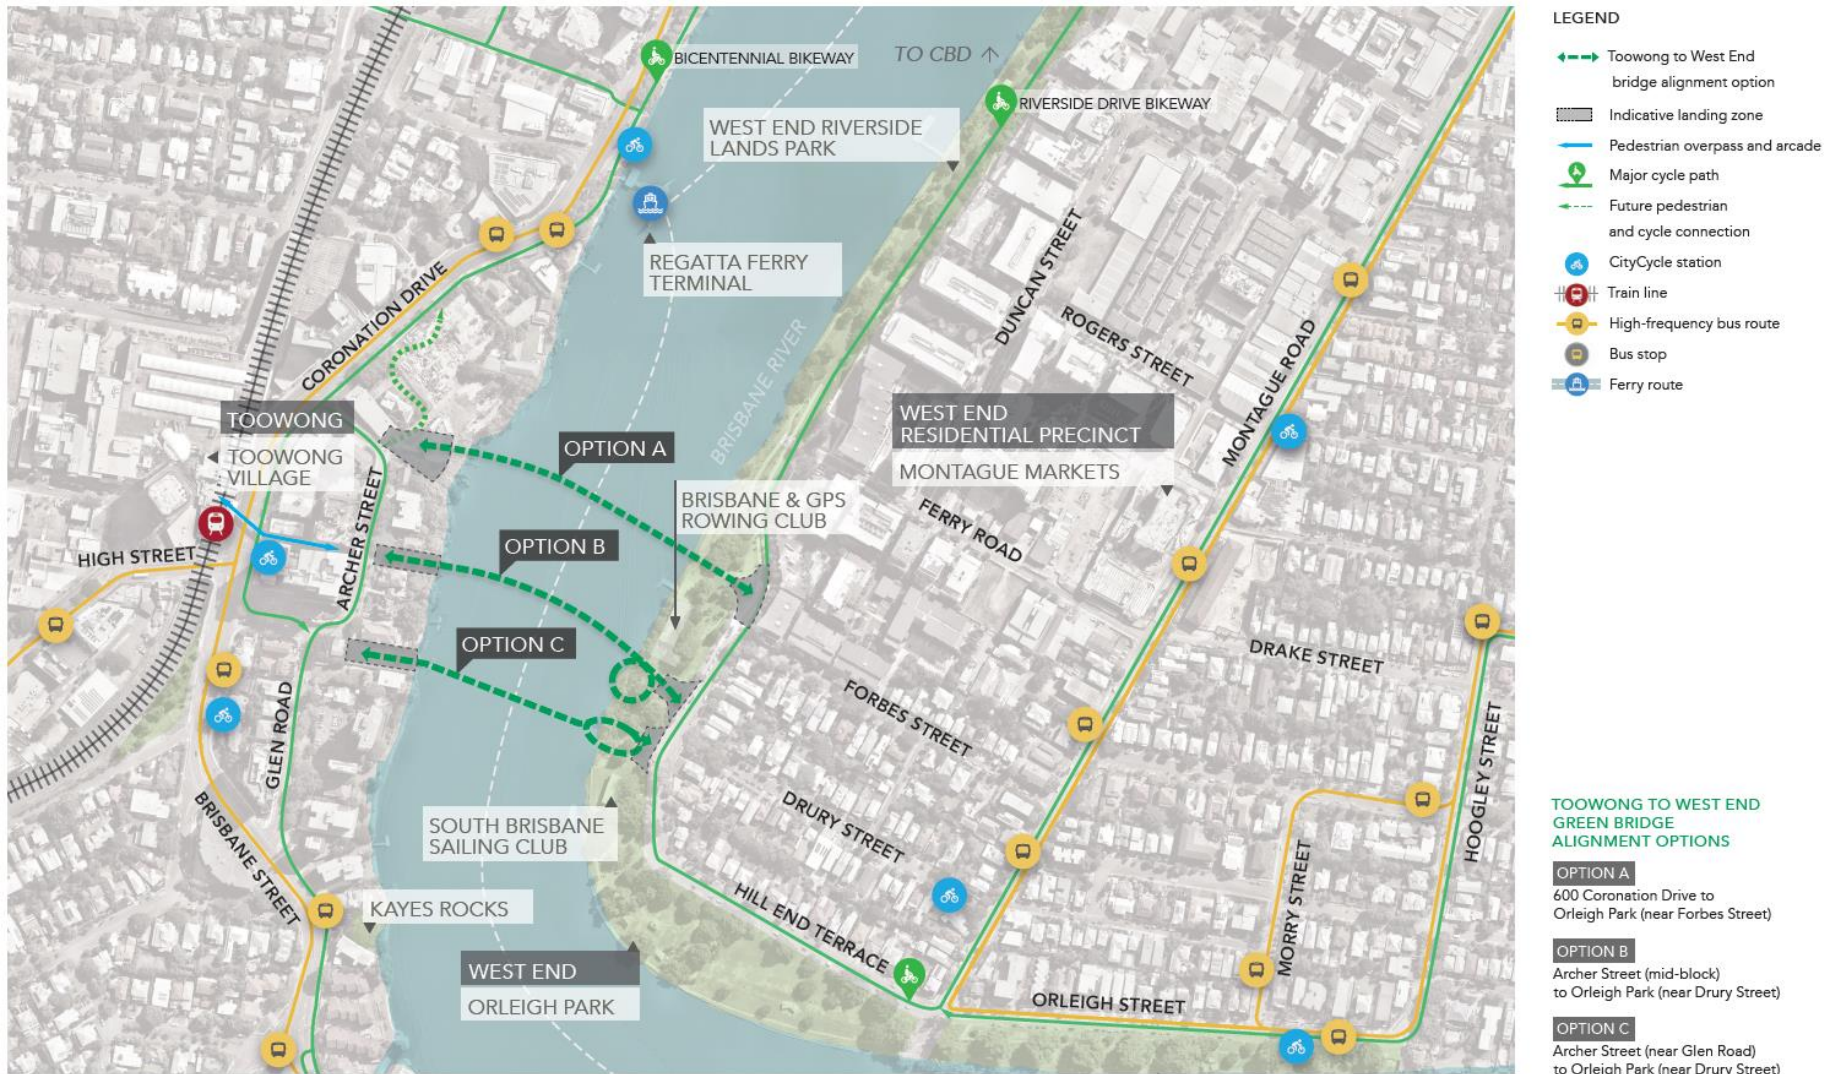 BICENTENNIAL BIKEWAY
TO CBD ↑
RIVERSIDE DRIVE BIKEWAY
WEST END RIVERSIDE
LANDS PARK
REGATTA FERRY
TERMINAL
CORONATION DRIVE
DUNCAN STREET
ROGERS STREET
MONTAGUE ROAD
BRISBANE RIVER
TOOWONG
TOOWONG
VILLAGE
OPTION A
WEST END
RESIDENTIAL PRECINCT
MONTAGUE MARKETS
BRISBANE & GPS
ROWING CLUB
FERRY ROAD
HIGH STREET
ARCHER STREET
OPTION B
OPTION C
DRAKE STREET
FORBES STREET
GLEN ROAD
HOOGLEY STREET
BRISBANE STREET
SOUTH BRISBANE
SAILING CLUB
DRURY STREET
MORRY STREET
KAYES ROCKS
HILL END TERRACE
WEST END
ORLEIGH PARK
ORLEIGH STREET
LEGEND
Toowong to West End
bridge alignment option
Indicative landing zone
Pedestrian overpass and arcade
Major cycle path
Future pedestrian
and cycle connection
CityCycle station
Train line
High-frequency bus route
Bus stop
Ferry route
TOOWONG TO WEST END
GREEN BRIDGE
ALIGNMENT OPTIONS
OPTION A
600 Coronation Drive to
Orleigh Park (near Forbes Street)
OPTION B
Archer Street (mid-block)
to Orleigh Park (near Drury Street)
OPTION C
Archer Street (near Glen Road)
to Orleigh Park (near Drury Street)